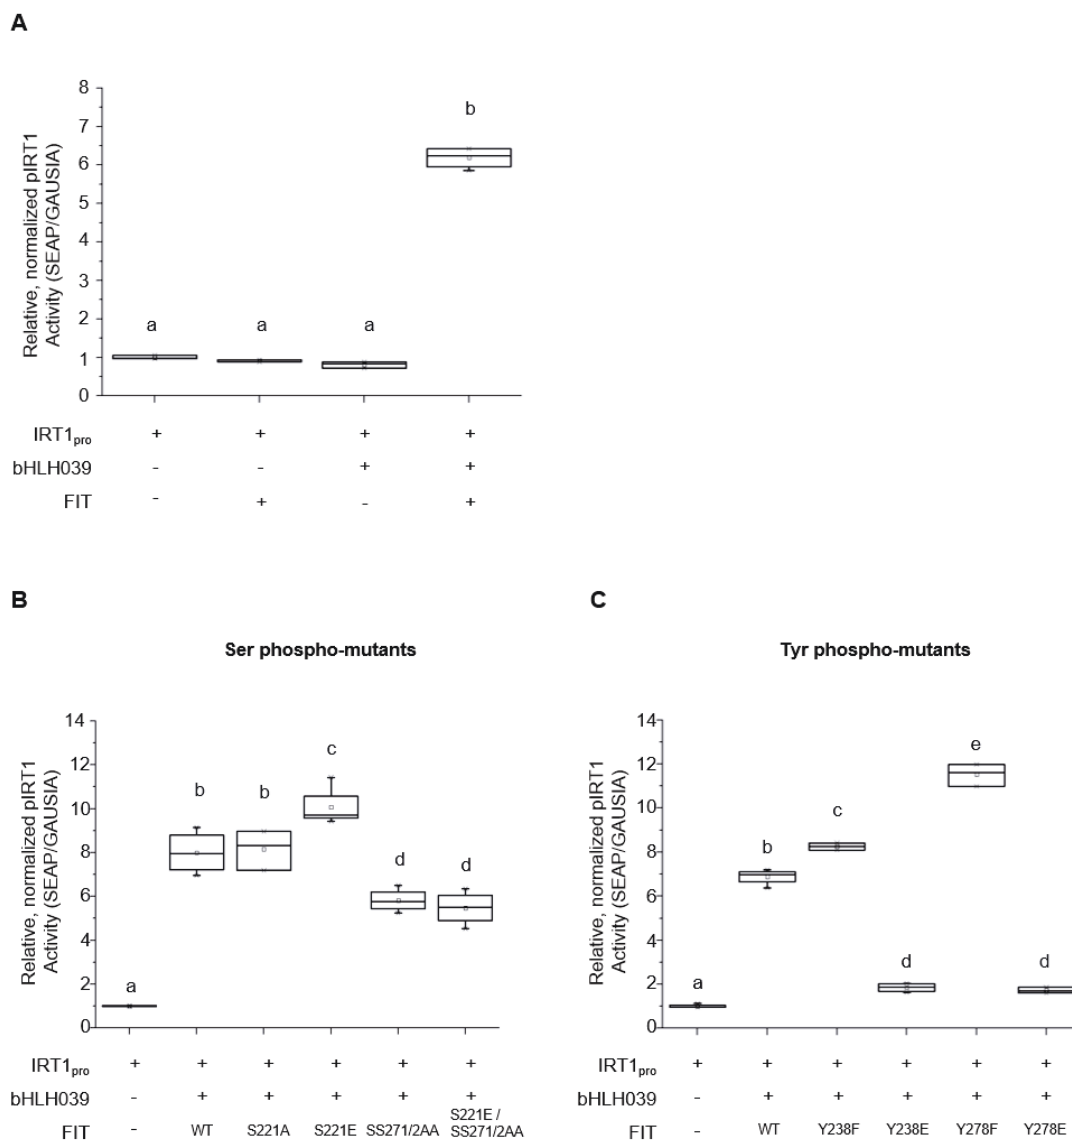 A
Relative, normalized pIRT1
Activity (SEAP/GAUSIA)
8
7
6
5
4
3
2
1
0
a a a b
IRT1pro + + + +
bHLH039 - - + +
FIT - + - +
B
Ser phospho-mutants
Relative, normalized pIRT1
Activity (SEAP/GAUSIA)
14
12
10
8
6
4
2
0
a b b c d d
IRT1pro + + + + + +
bHLH039 - + + + + +
FIT - WT S221A S221E SS271/2AA S221E /
SS271/2AA
C
Tyr phospho-mutants
Relative, normalized pIRT1
Activity (SEAP/GAUSIA)
14
12
10
8
6
4
2
0
a b c d e d
IRT1pro + + + + + +
bHLH039 - + + + + +
FIT - WT Y238F Y238E Y278F Y278E